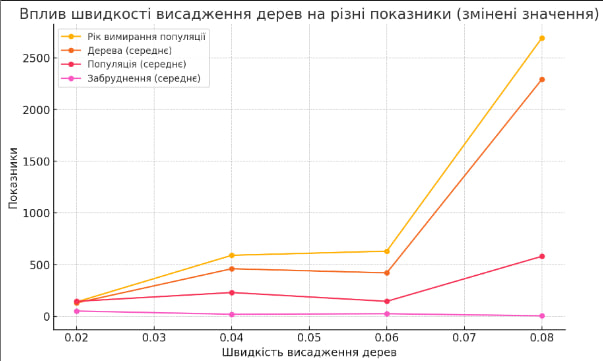 Вплив швидкості висадження дерев на різні показники (змінені значення)
Рік вимирання популяції
Дерева (середнє)
Популяція (середнє)
Забруднення (середнє)
Показники
2500
2000
1500
1000
500
0
0.02 0.03 0.04 0.05 0.06 0.07 0.08
Швидкість висадження дерев